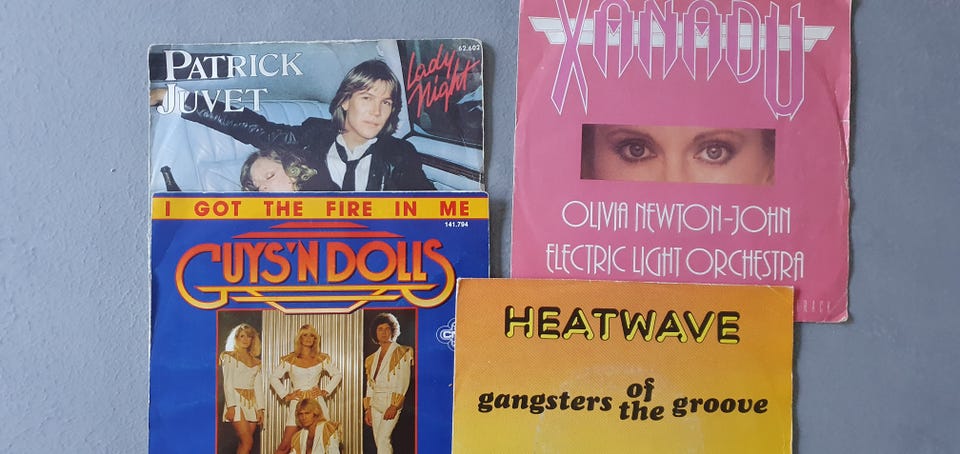 PATRICK
JUVET
Lady
Night
62.602
I GOT THE FIRE IN ME
141.794
GUYS'N DOLLS
XANADU
OLIVIA NEWTON-JOHN
ELECTRIC LIGHT ORCHESTRA
HEATWAVE
gangsters of the groove